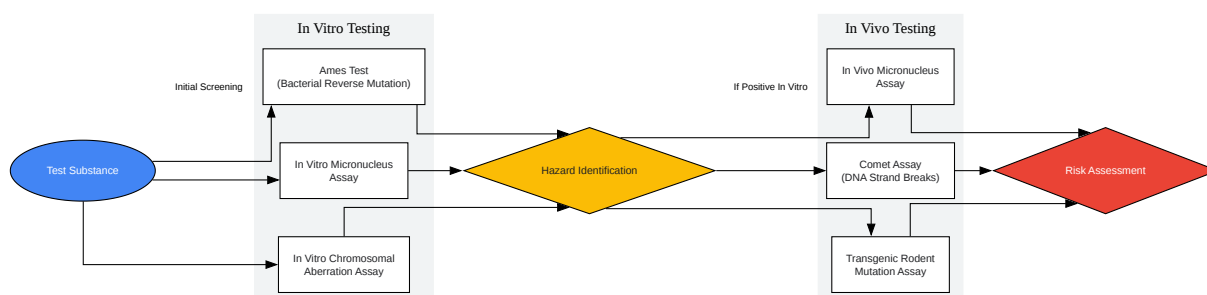 In Vitro Testing
In Vivo Testing
Ames Test
(Bacterial Reverse Mutation)
In Vivo Micronucleus
Assay
Initial Screening
If Positive In Vitro
Test Substance
In Vitro Micronucleus
Assay
Hazard Identification
Comet Assay
(DNA Strand Breaks)
Risk Assessment
In Vitro Chromosomal
Aberration Assay
Transgenic Rodent
Mutation Assay